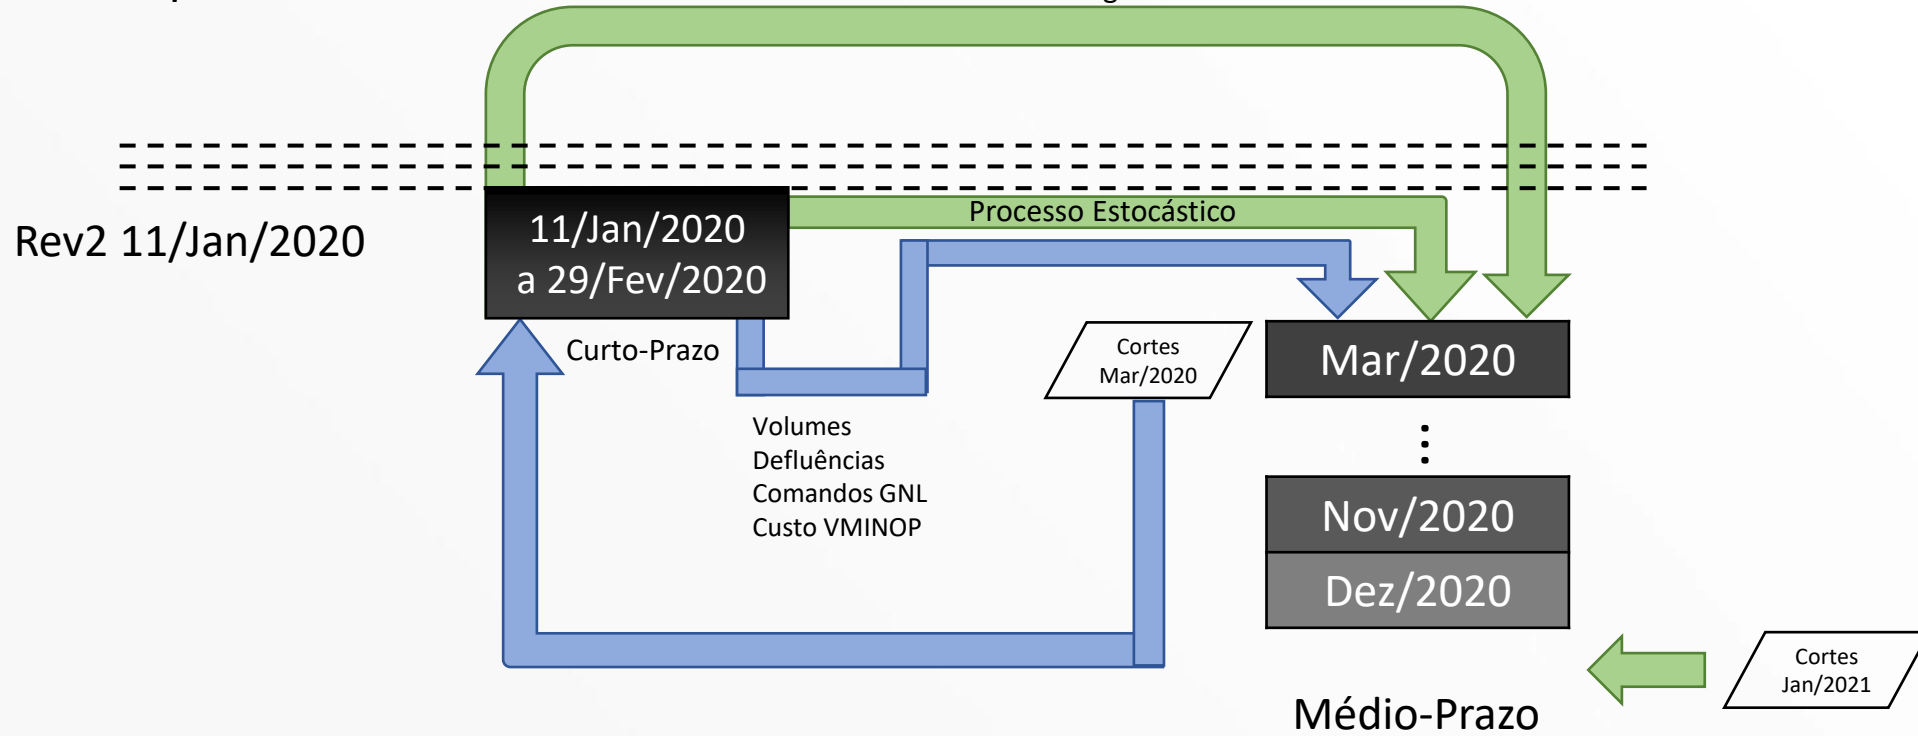 Processo Estocástico
Rev2 11/Jan/2020
11/Jan/2020
a 29/Fev/2020
Curto-Prazo
Cortes
Mar/2020
Mar/2020
Volumes
Defluências
Comandos GNL
Custo VMINOP
Nov/2020
Dez/2020
Cortes
Jan/2021
Médio-Prazo